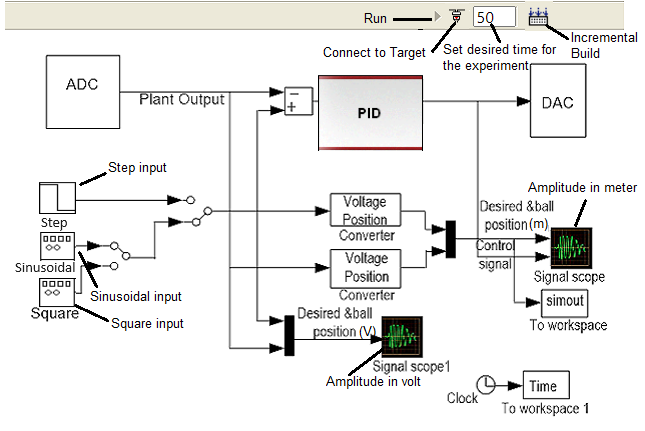 Run
50
Connect to Target
Set desired time for
the experiment
Incremental
Build
ADC
Plant Output
−
+
PID
DAC
Step input
Step
Sinusoidal
Sinusoidal input
Square
Square input
Voltage
Position
Converter
Voltage
Position
Converter
Desired &ball
position (m)
Amplitude in meter
Control
signal
Signal scope
simout
To workspace
Desired &ball
position (V)
Signal scope1
Amplitude in volt
Clock
Time
To workspace 1